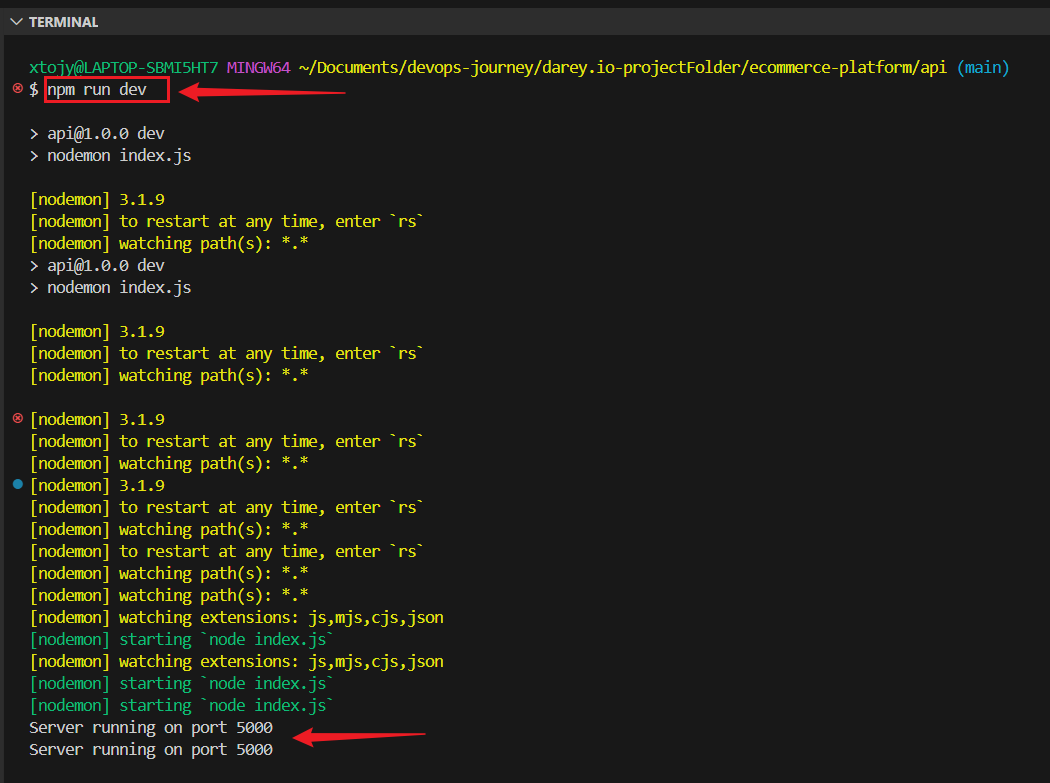 TERMINAL
xtojy@LAPTOP-SBMI5HT7 MINGW64 ~/Documents/devops-journey/darey.io-projectFolder/ecommerce-platform/api (main)
$ npm run dev
> api@1.0.0 dev
> nodemon index.js
[nodemon] 3.1.9
[nodemon] to restart at any time, enter `rs`
[nodemon] watching path(s): *.*
> api@1.0.0 dev
> nodemon index.js
[nodemon] 3.1.9
[nodemon] to restart at any time, enter `rs`
[nodemon] watching path(s): *.*
[nodemon] 3.1.9
[nodemon] to restart at any time, enter `rs`
[nodemon] watching path(s): *.*
[nodemon] 3.1.9
[nodemon] to restart at any time, enter `rs`
[nodemon] watching path(s): *.*
[nodemon] to restart at any time, enter `rs`
[nodemon] watching path(s): *.*
[nodemon] watching path(s): *.*
[nodemon] watching extensions: js,mjs,cjs,json
[nodemon] starting `node index.js`
[nodemon] watching extensions: js,mjs,cjs,json
[nodemon] starting `node index.js`
[nodemon] starting `node index.js`
Server running on port 5000
Server running on port 5000